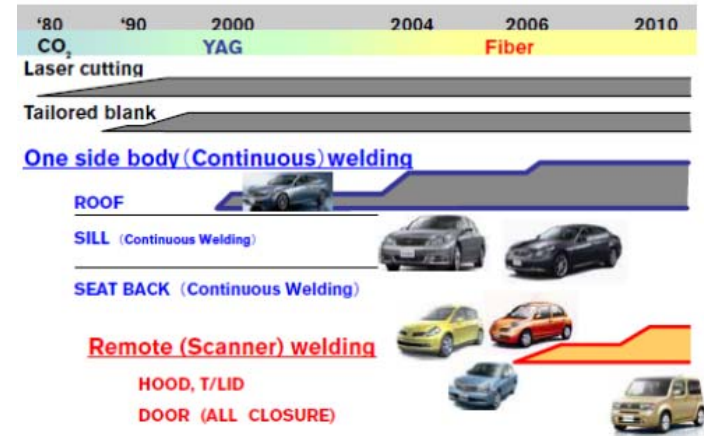 '80 '90 2000 2004 2006 2010
CO2 YAG Fiber
Laser cutting
Tailored blank
One side body (Continuous) welding
ROOF
SILL (Continuous Welding)
SEAT BACK (Continuous Welding)
Remote (Scanner) welding
HOOD, T/LID
DOOR (ALL CLOSURE)